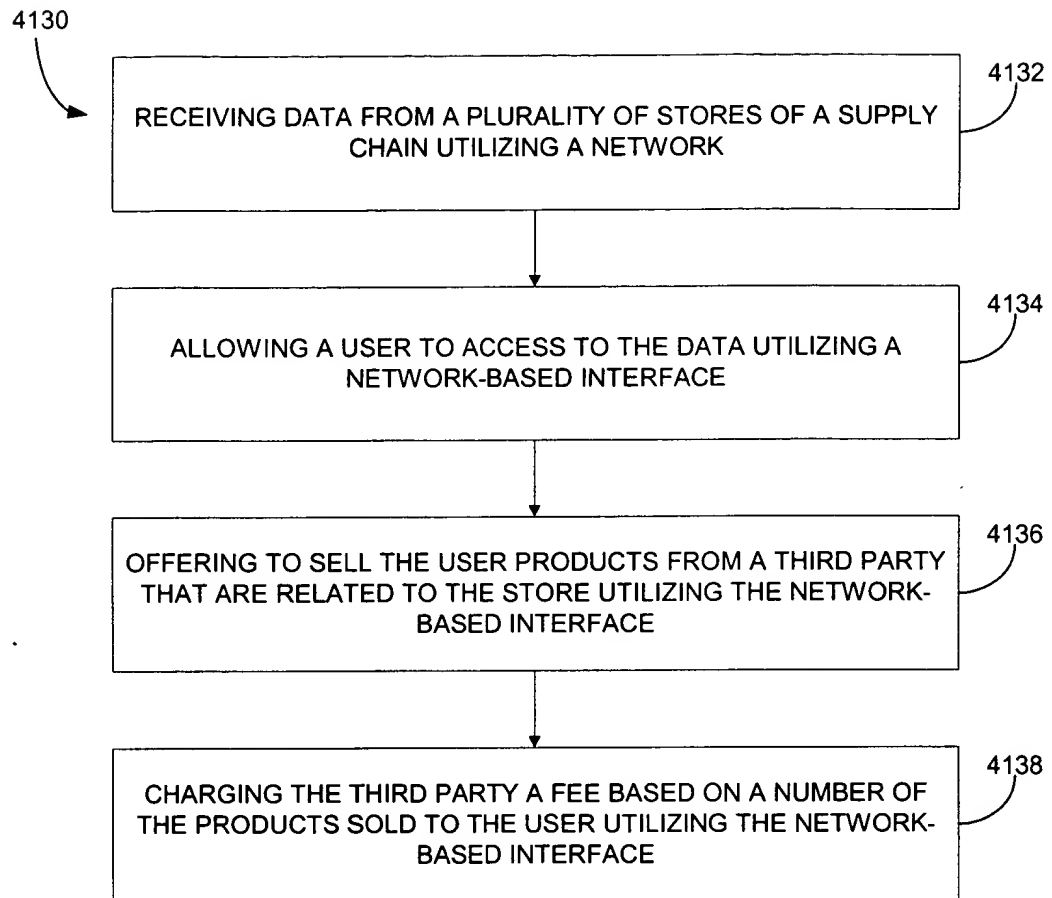 4130
4132
RECEIVING DATA FROM A PLURALITY OF STORES OF A SUPPLY
CHAIN UTILIZING A NETWORK
4134
ALLOWING A USER TO ACCESS TO THE DATA UTILIZING A
NETWORK-BASED INTERFACE
4136
OFFERING TO SELL THE USER PRODUCTS FROM A THIRD PARTY
THAT ARE RELATED TO THE STORE UTILIZING THE NETWORK-
BASED INTERFACE
4138
CHARGING THE THIRD PARTY A FEE BASED ON A NUMBER OF
THE PRODUCTS SOLD TO THE USER UTILIZING THE NETWORK-
BASED INTERFACE